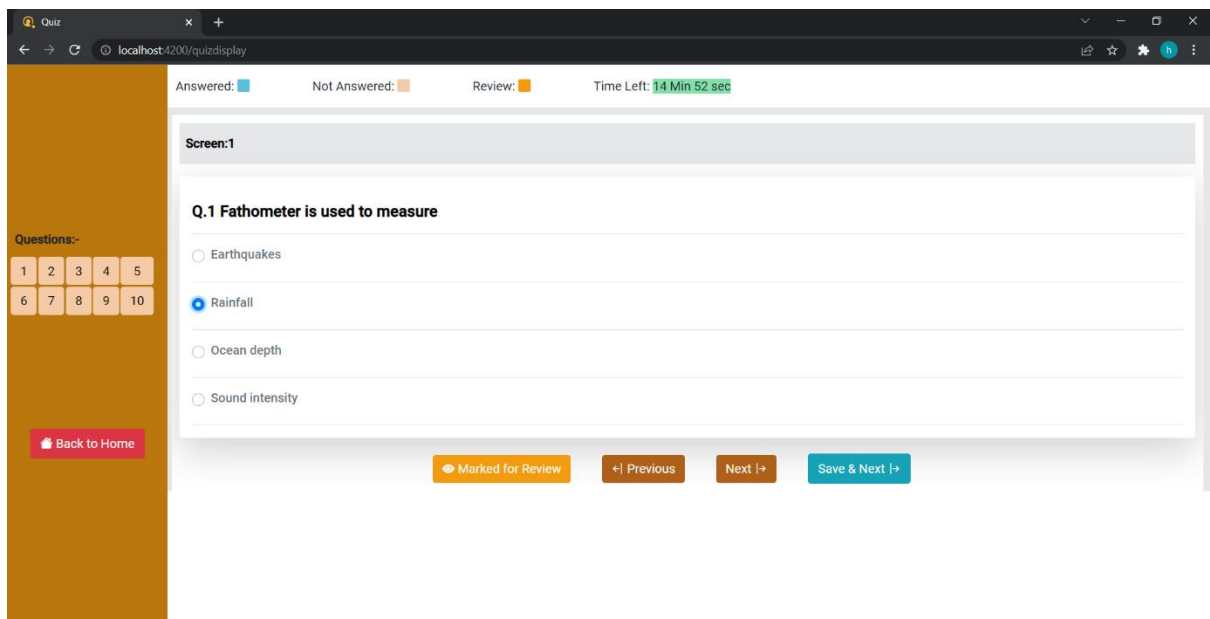 Quiz
localhost:4200/quizdisplay
h
Answered:
Not Answered:
Review:
Time Left: 14 Min 52 sec
Screen:1
Q.1 Fathometer is used to measure
Earthquakes
Rainfall
Ocean depth
Sound intensity
Questions:-
1 2 3 4 5
6 7 8 9 10
Back to Home
Marked for Review
Previous
Next
Save & Next